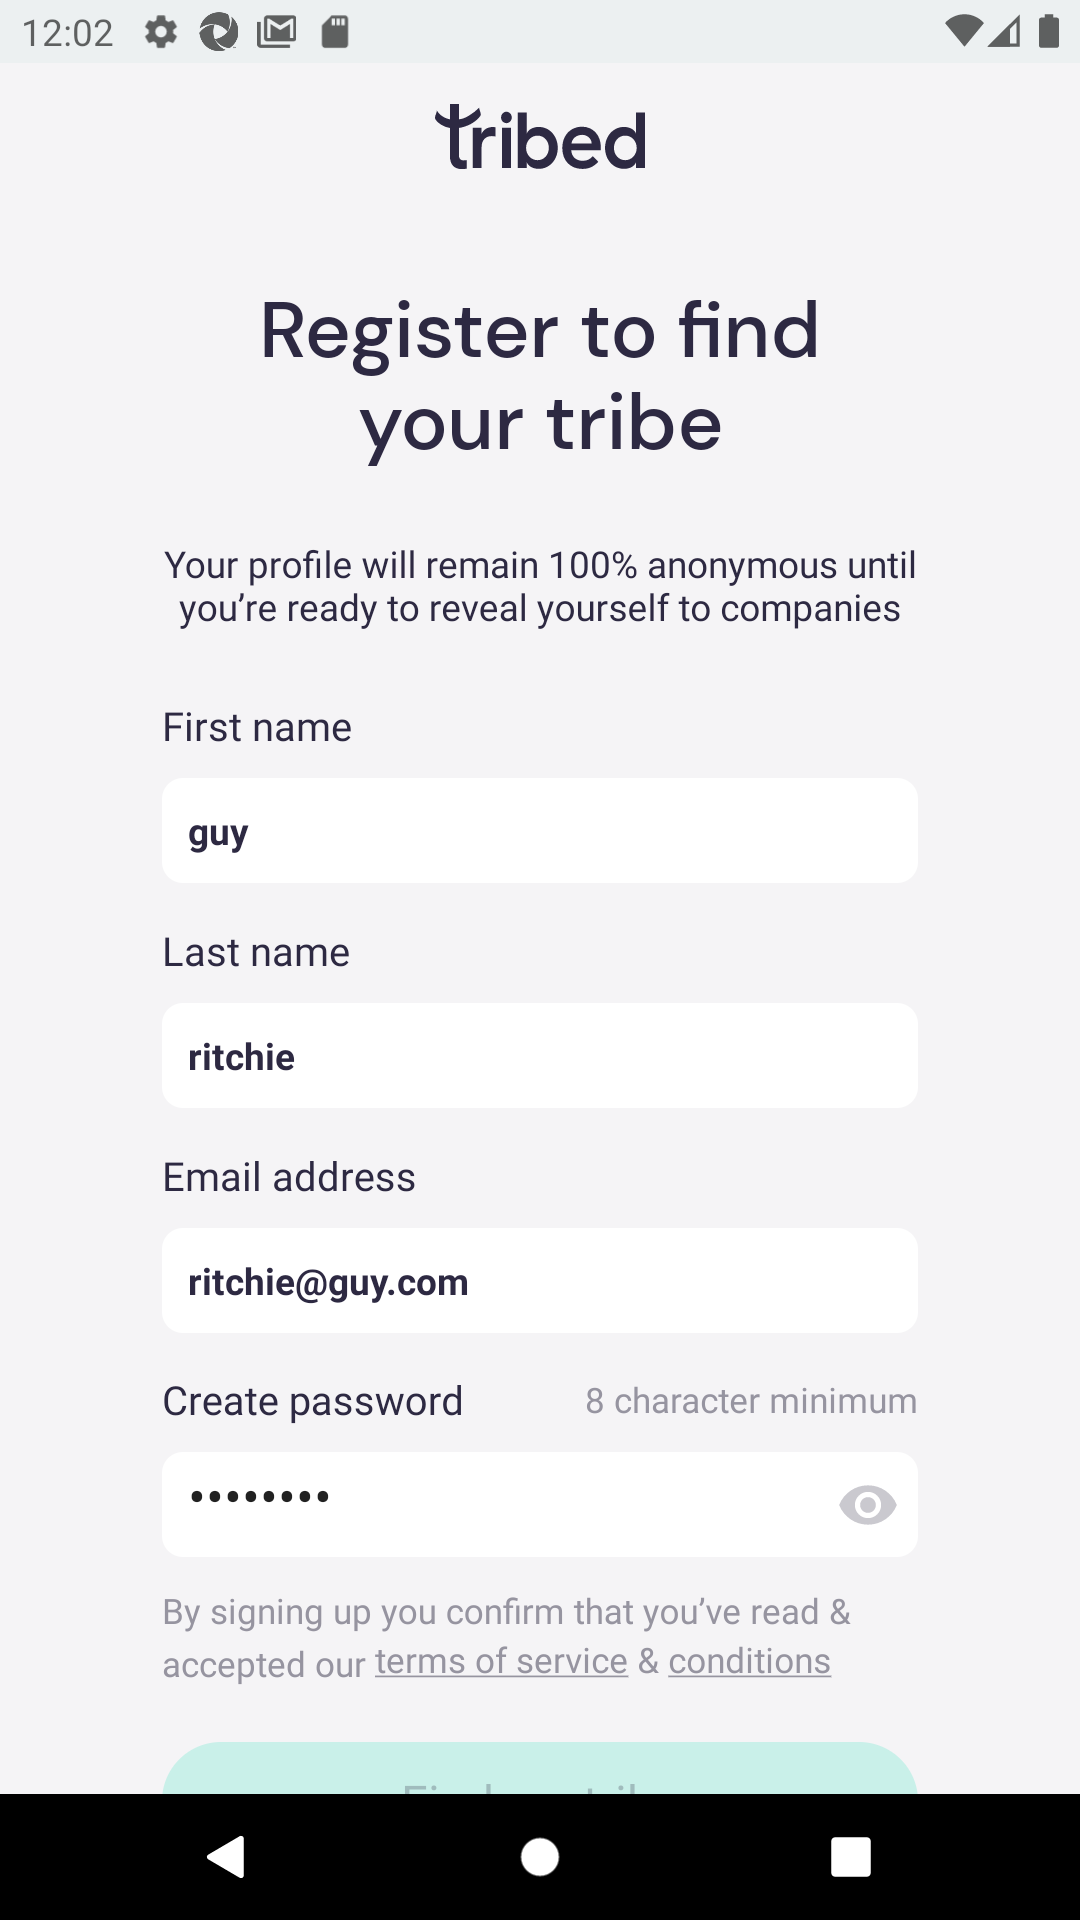 12:02
tribed
Register to find
your tribe
Your profile will remain 100% anonymous until
you’re ready to reveal yourself to companies
First name
guy
Last name
ritchie
Email address
ritchie@guy.com
Create password 8 character minimum
••••••••
By signing up you confirm that you’ve read &
accepted our terms of service & conditions